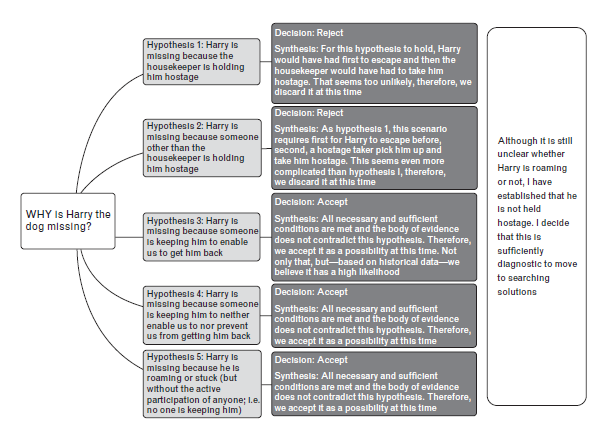 WHY is Harry the
dog missing?
Hypothesis 1: Harry is
missing because the
housekeeper is holding
him hostage
Decision: Reject
Synthesis: For this hypothesis to hold, Harry
would have had first to escape and then the
housekeeper would have had to take him
hostage. That seems too unlikely, therefore, we
discard it at this time
Hypothesis 2: Harry is
missing because someone
other than the
housekeeper is holding
him hostage
Decision: Reject
Synthesis: As hypothesis 1, this scenario
requires first for Harry to escape before,
second, a hostage taker pick him up and
take him hostage. This seems even more
complicated than hypothesis I, therefore,
we discard it at this time
Hypothesis 3: Harry is
missing because someone
is keeping him to enable
us to get him back
Decision: Accept
Synthesis: All necessary and sufficient
conditions are met and the body of evidence
does not contradict this hypothesis. Therefore,
we accept it as a possibility at this time. Not
only that, but—based on historical data—we
believe it has a high likelihood
Hypothesis 4: Harry is
missing because someone
is keeping him to neither
enable us to nor prevent
us from getting him back
Decision: Accept
Synthesis: All necessary and sufficient
conditions are met and the body of evidence
does not contradict this hypothesis. Therefore,
we accept it as a possibility at this time
Hypothesis 5: Harry is
missing because he is
roaming or stuck (but
without the active
participation of anyone; i.e.
no one is keeping him)
Decision: Accept
Synthesis: All necessary and sufficient
conditions are met and the body of evidence
does not contradict this hypothesis. Therefore,
we accept it as a possibility at this time
Although it is still
unclear whether
Harry is roaming
or not, I have
established that he
is not held
hostage. I decide
that this is
sufficiently
diagnostic to move
to searching
solutions